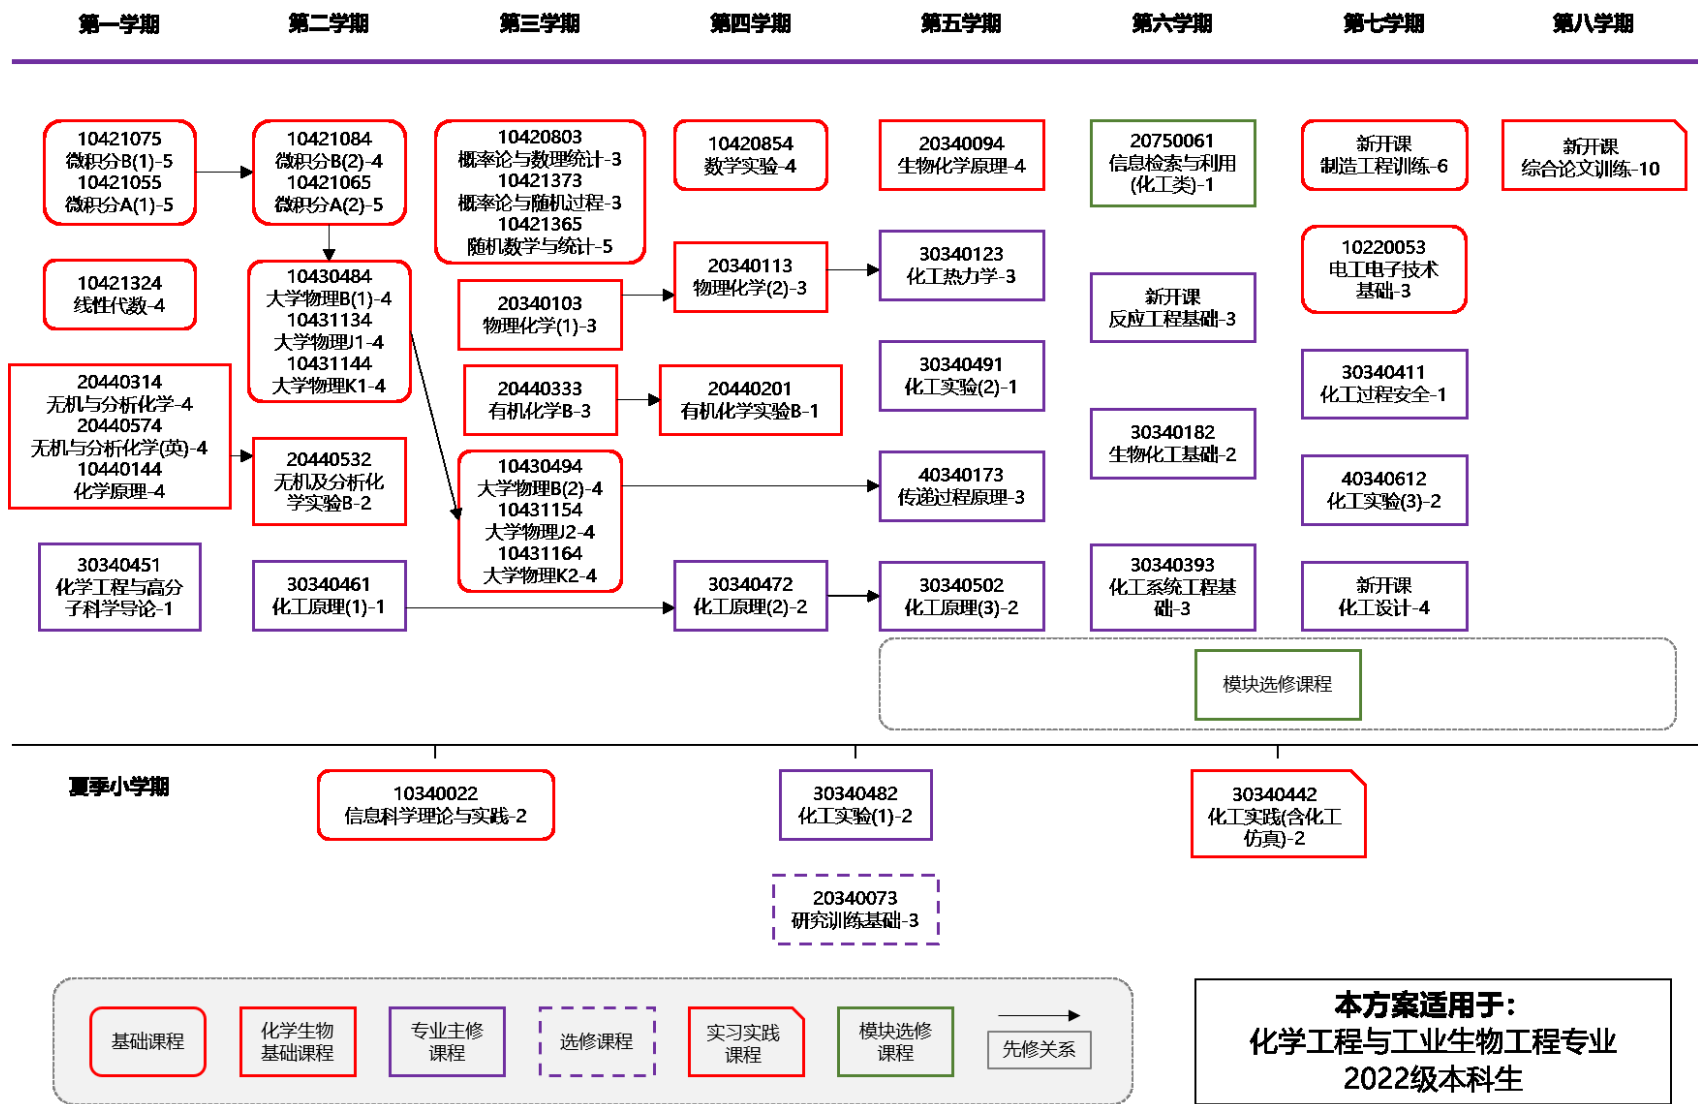 第一学期
第二学期
第三学期
第四学期
第五学期
第六学期
第七学期
第八学期
10421075
微积分B(1)-5
10421055
微积分A(1)-5
10421324
线性代数-4
20440314
无机与分析化学-4
20440574
无机与分析化学(英)-4
10440144
化学原理-4
30340451
化学工程与高分
子科学导论-1
10421084
微积分B(2)-4
10421065
微积分A(2)-5
10430484
大学物理B(1)-4
10431134
大学物理J1-4
10431144
大学物理K1-4
20440532
无机及分析化
学实验B-2
30340461
化工原理(1)-1
10420803
概率论与数理统计-3
10421373
概率论与随机过程-3
10421365
随机数学与统计-5
20340103
物理化学(1)-3
20440333
有机化学B-3
10430494
大学物理B(2)-4
10431154
大学物理J2-4
10431164
大学物理K2-4
10420854
数学实验-4
20340113
物理化学(2)-3
20440201
有机化学实验B-1
30340472
化工原理(2)-2
20340094
生物化学原理-4
30340123
化工热力学-3
30340491
化工实验(2)-1
40340173
传递过程原理-3
30340502
化工原理(3)-2
20750061
信息检索与利用
(化工类)-1
新开课
反应工程基础-3
30340182
生物化工基础-2
30340393
化工系统工程基
础-3
新开课
制造工程训练-6
10220053
电工电子技术
基础-3
30340411
化工过程安全-1
40340612
化工实验(3)-2
新开课
化工设计-4
新开课
综合论文训练-10
模块选修课程
夏季小学期
10340022
信息科学理论与实践-2
30340482
化工实验(1)-2
20340073
研究训练基础-3
30340442
化工实践(含化工
仿真)-2
基础课程
化学生物
基础课程
专业主修
课程
选修课程
实习实践
课程
模块选修
课程
先修关系
本方案适用于：
化学工程与工业生物工程专业
2022级本科生